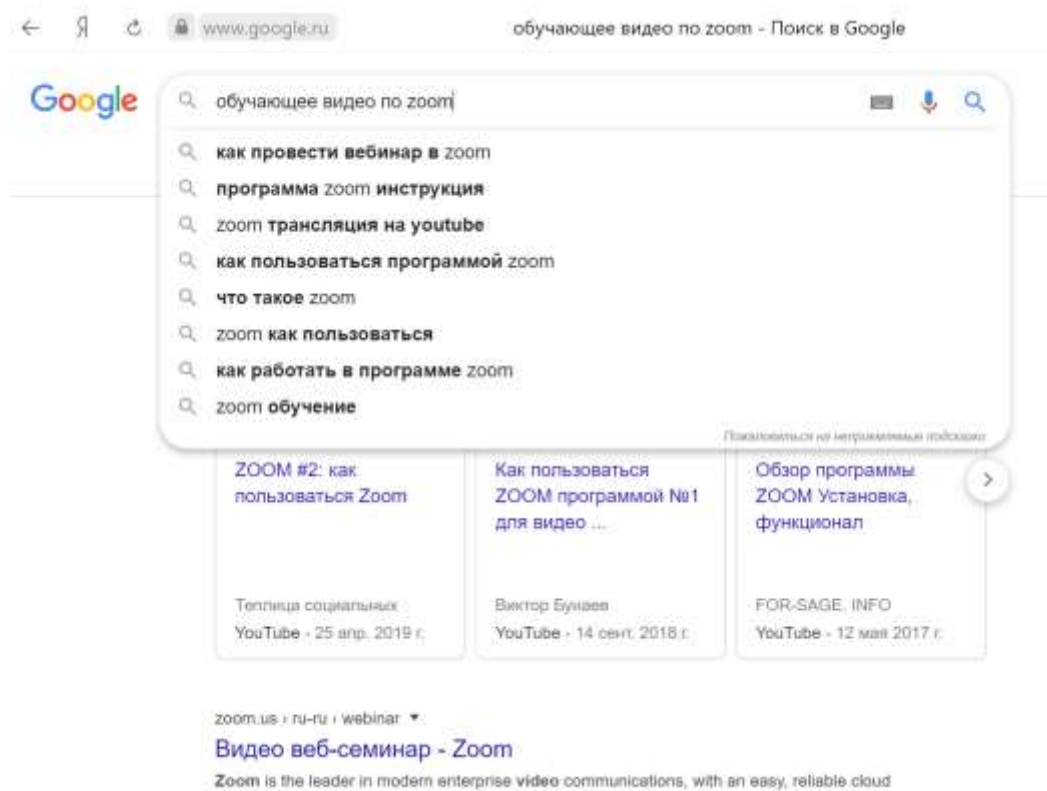 Я www.google.ru обучающее видео по zoom - Поиск в Google
Google обучающее видео по zoom
как провести вебинар в zoom
программа zoom инструкция
zoom трансляция на youtube
как пользоваться программой zoom
что такое zoom
zoom как пользоваться
как работать в программе zoom
zoom обучение
Пожаловаться на неприемлемые подсказки
ZOOM #2: как
пользоваться Zoom
Теплица социальных
YouTube - 25 апр. 2019 г.
Как пользоваться
ZOOM программой №1
для видео ...
Виктор Бунаев
YouTube - 14 сент. 2018 г.
Обзор программы
ZOOM Установка,
функционал
FOR-SAGE. INFO
YouTube - 12 мая 2017 г.
zoom.us › ru-ru › webinar
Видео веб-семинар - Zoom
Zoom is the leader in modern enterprise video communications, with an easy, reliable cloud